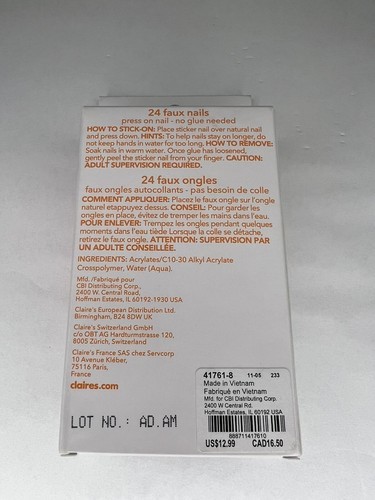 24 faux nails
press on nail - no glue needed
HOW TO STICK-ON: Place sticker nail over natural nail
and press down. HINTS: To help nails stay on longer, do
not keep hands in water for too long. HOW TO REMOVE:
Soak nails in warm water. Once glue has loosened,
gently peel the sticker nail from your finger. CAUTION:
ADULT SUPERVISION REQUIRED.
24 faux ongles
faux ongles autocollants - pas besoin de colle
COMMENT APPLIQUER: Placez le faux ongle sur l'ongle
naturel etappuyez dessus. CONSEIL: Pour garder les
ongles en place, évitez de tremper les mains dans l'eau.
POUR ENLEVER: Trempez les ongles pendant quelques
moments dans l'eau tiède Lorsque la colle se détache,
retirez le faux ongle. ATTENTION: SUPERVISION PAR
UN ADULTE CONSEILLÉE.
INGREDIENTS: Acrylates/C10-30 Alkyl Acrylate
Crosspolymer, Water (Aqua).
Mfd. /Fabriqué pour
CBI Distributing Corp.,
2400 W. Central Road,
Hoffman Estates, IL 60192-1930 USA
Claire's European Distribution Ltd.
Birmingham, B24 8DW UK
Claire's Switzerland GmbH
c/o OBT AG Hardturmstrasse 120,
8005 Zürich, Switzerland
Claire's France SAS chez Servcorp
10 Avenue Kléber,
75116 Paris,
France
claires.com
LOT NO.: AD.AM
41761-8 11-05 233
Made in Vietnam
Fabriqué en Vietnam
Mfd. for CBI Distributing Corp.
2400 W Central Rd.
Hoffman Estates, IL 60192 USA
888711417610
US$12.99 CAD16.50